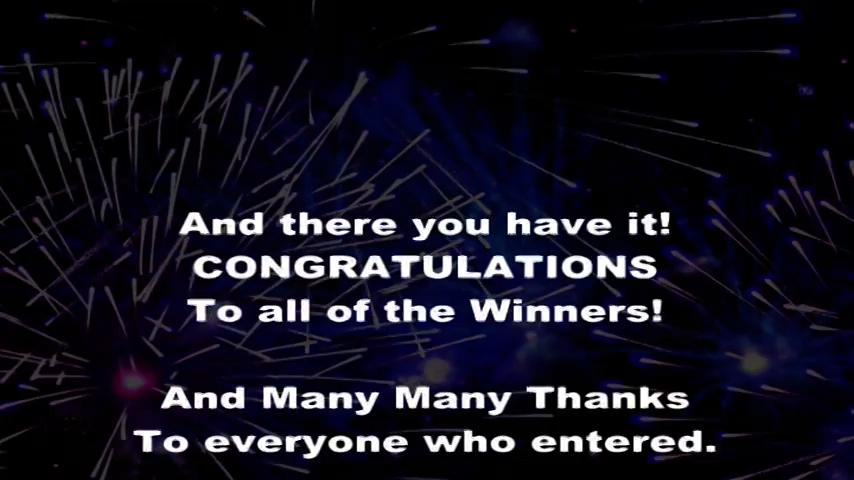 And there you have it!
CONGRATULATIONS
To all of the Winners!
And Many Many Thanks
To everyone who entered.